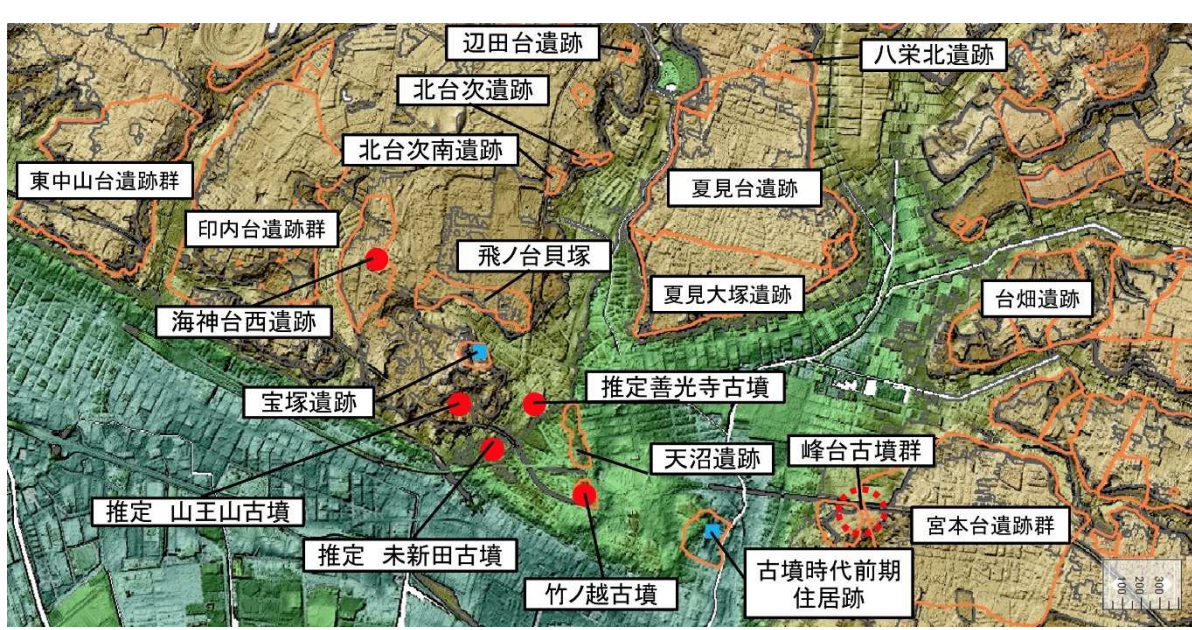 辺田台遺跡
八栄北遺跡
北台次遺跡
北台次南遺跡
東中山台遺跡群
夏見台遺跡
印内台遺跡群
飛ノ台貝塚
夏見大塚遺跡
台畑遺跡
海神台西遺跡
推定善光寺古墳
宝塚遺跡
天沼遺跡
峰台古墳群
推定 山王山古墳
宮本台遺跡群
推定 未新田古墳
竹ノ越古墳
古墳時代前期
住居跡
100 200 300